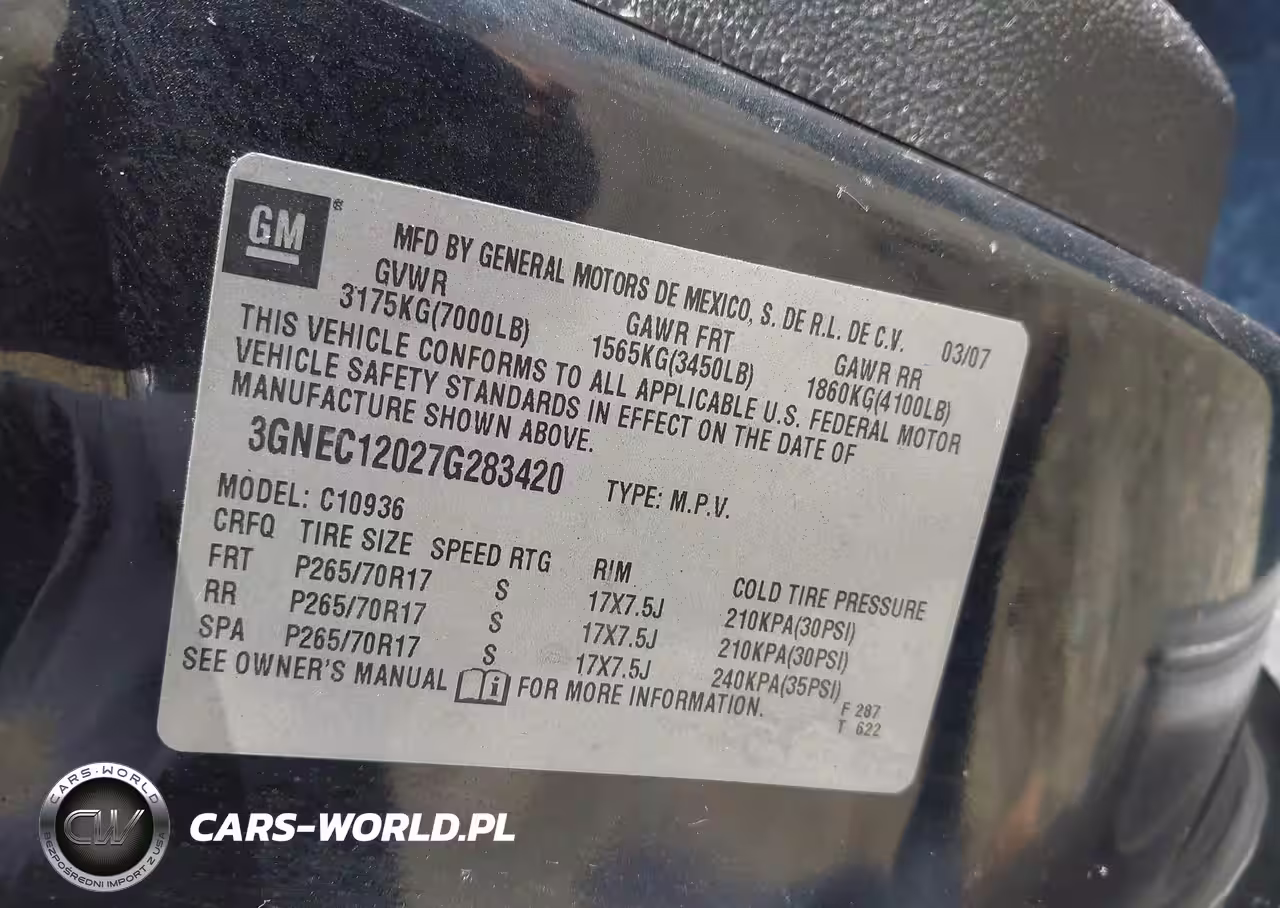 GM®
MFD BY GENERAL MOTORS DE MEXICO, S. DE R.L. DE C.V. 03/07
GVWR GAWR FRT GAWR RR
3175KG(7000LB) 1565KG(3450LB) 1860KG(4100LB)
THIS VEHICLE CONFORMS TO ALL APPLICABLE U.S. FEDERAL MOTOR
VEHICLE SAFETY STANDARDS IN EFFECT ON THE DATE OF
MANUFACTURE SHOWN ABOVE.
3GNEC12027G283420 TYPE: M.P.V.
MODEL: C10936
CRFQ TIRE SIZE SPEED RTG RIM COLD TIRE PRESSURE
FRT P265/70R17 S 17X7.5J 210KPA(30PSI)
RR P265/70R17 S 17X7.5J 210KPA(30PSI)
SPA P265/70R17 S 17X7.5J 240KPA(35PSI)
SEE OWNER'S MANUAL i FOR MORE INFORMATION.
F 287
T 622
CARS-WORLD
CW
BEZPOŚREDNI IMPORT Z USA
CARS-WORLD.PL